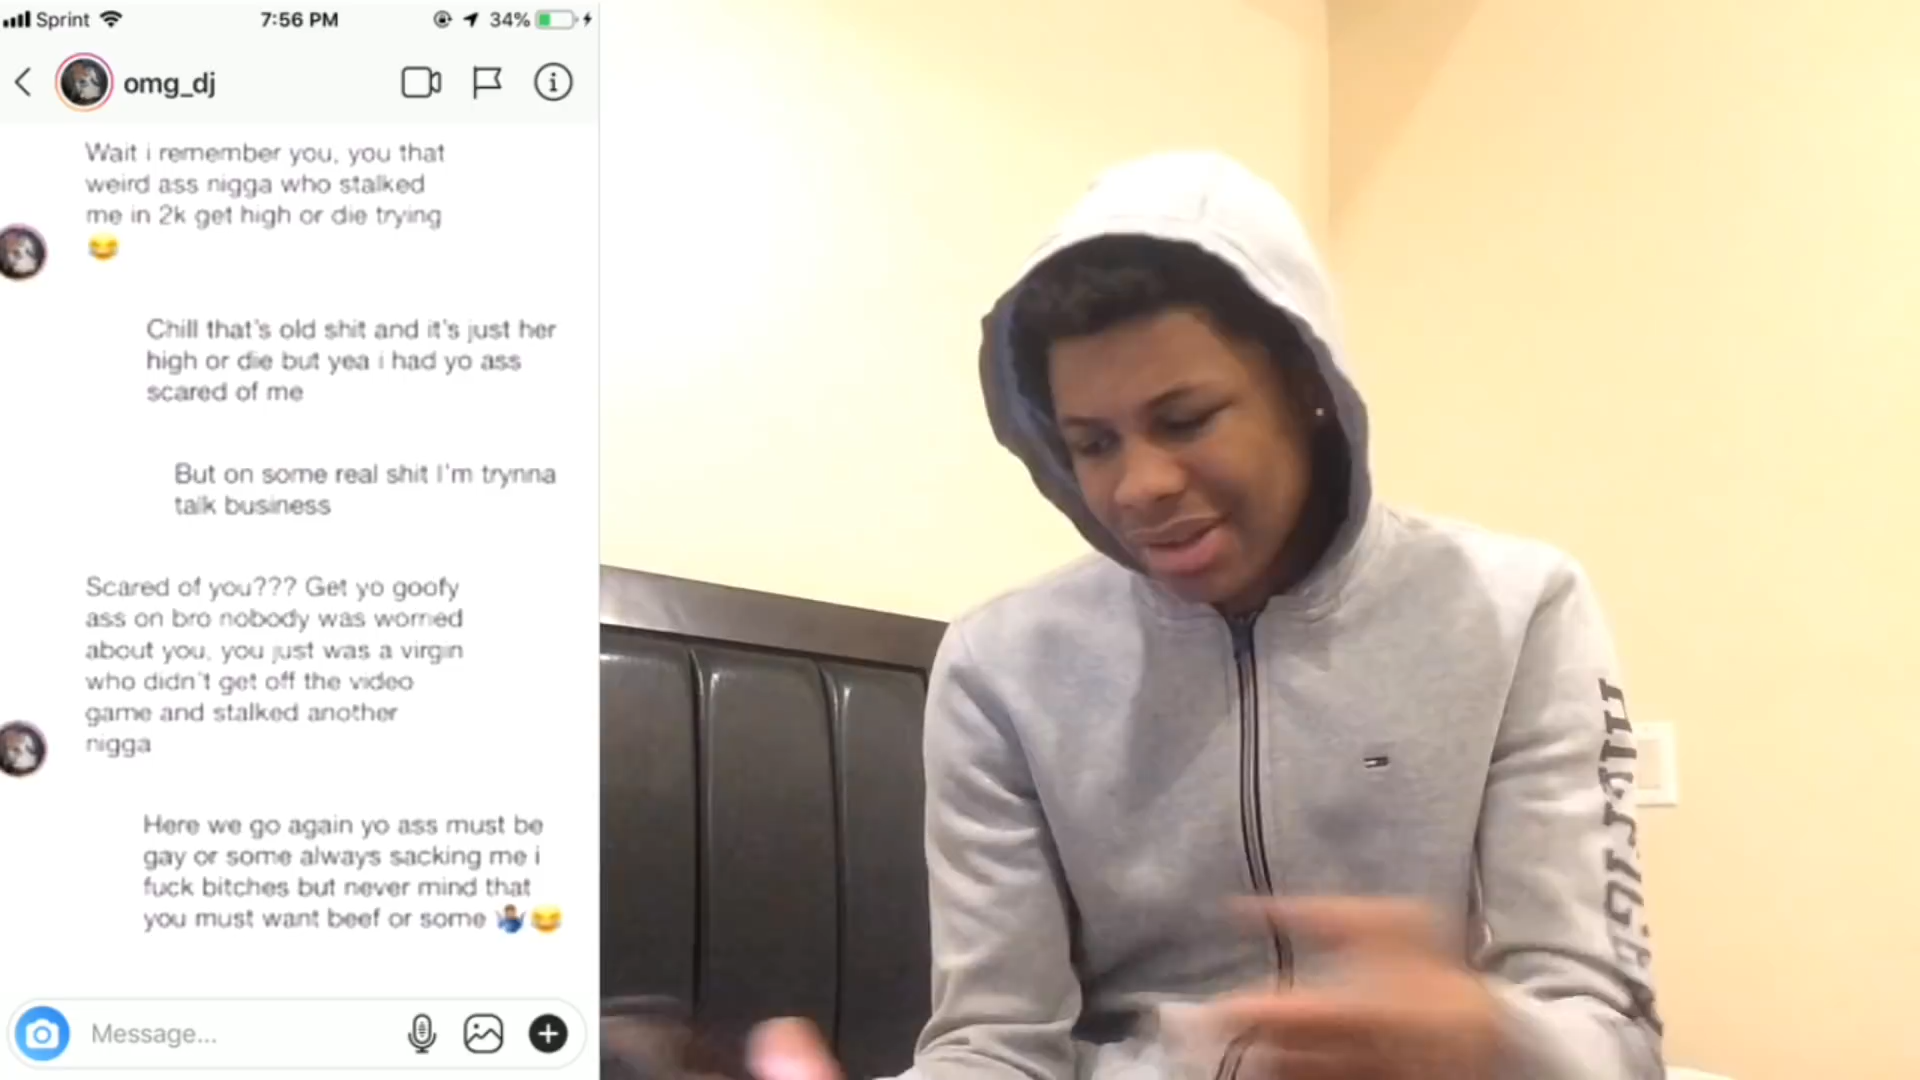 Sprint 7:56 PM 34%
omg_dj
Wait i remember you, you that
weird ass nigga who stalked
me in 2k get high or die trying
😂
Chill that's old shit and it's just her
high or die but yea i had yo ass
scared of me
But on some real shit I'm trynna
talk business
Scared of you??? Get yo goofy
ass on bro nobody was worried
about you, you just was a virgin
who didn't get off the video
game and stalked another
nigga
Here we go again yo ass must be
gay or some always sacking me i
fuck bitches but never mind that
you must want beef or some 🤷🏽‍♂️😂
Message...